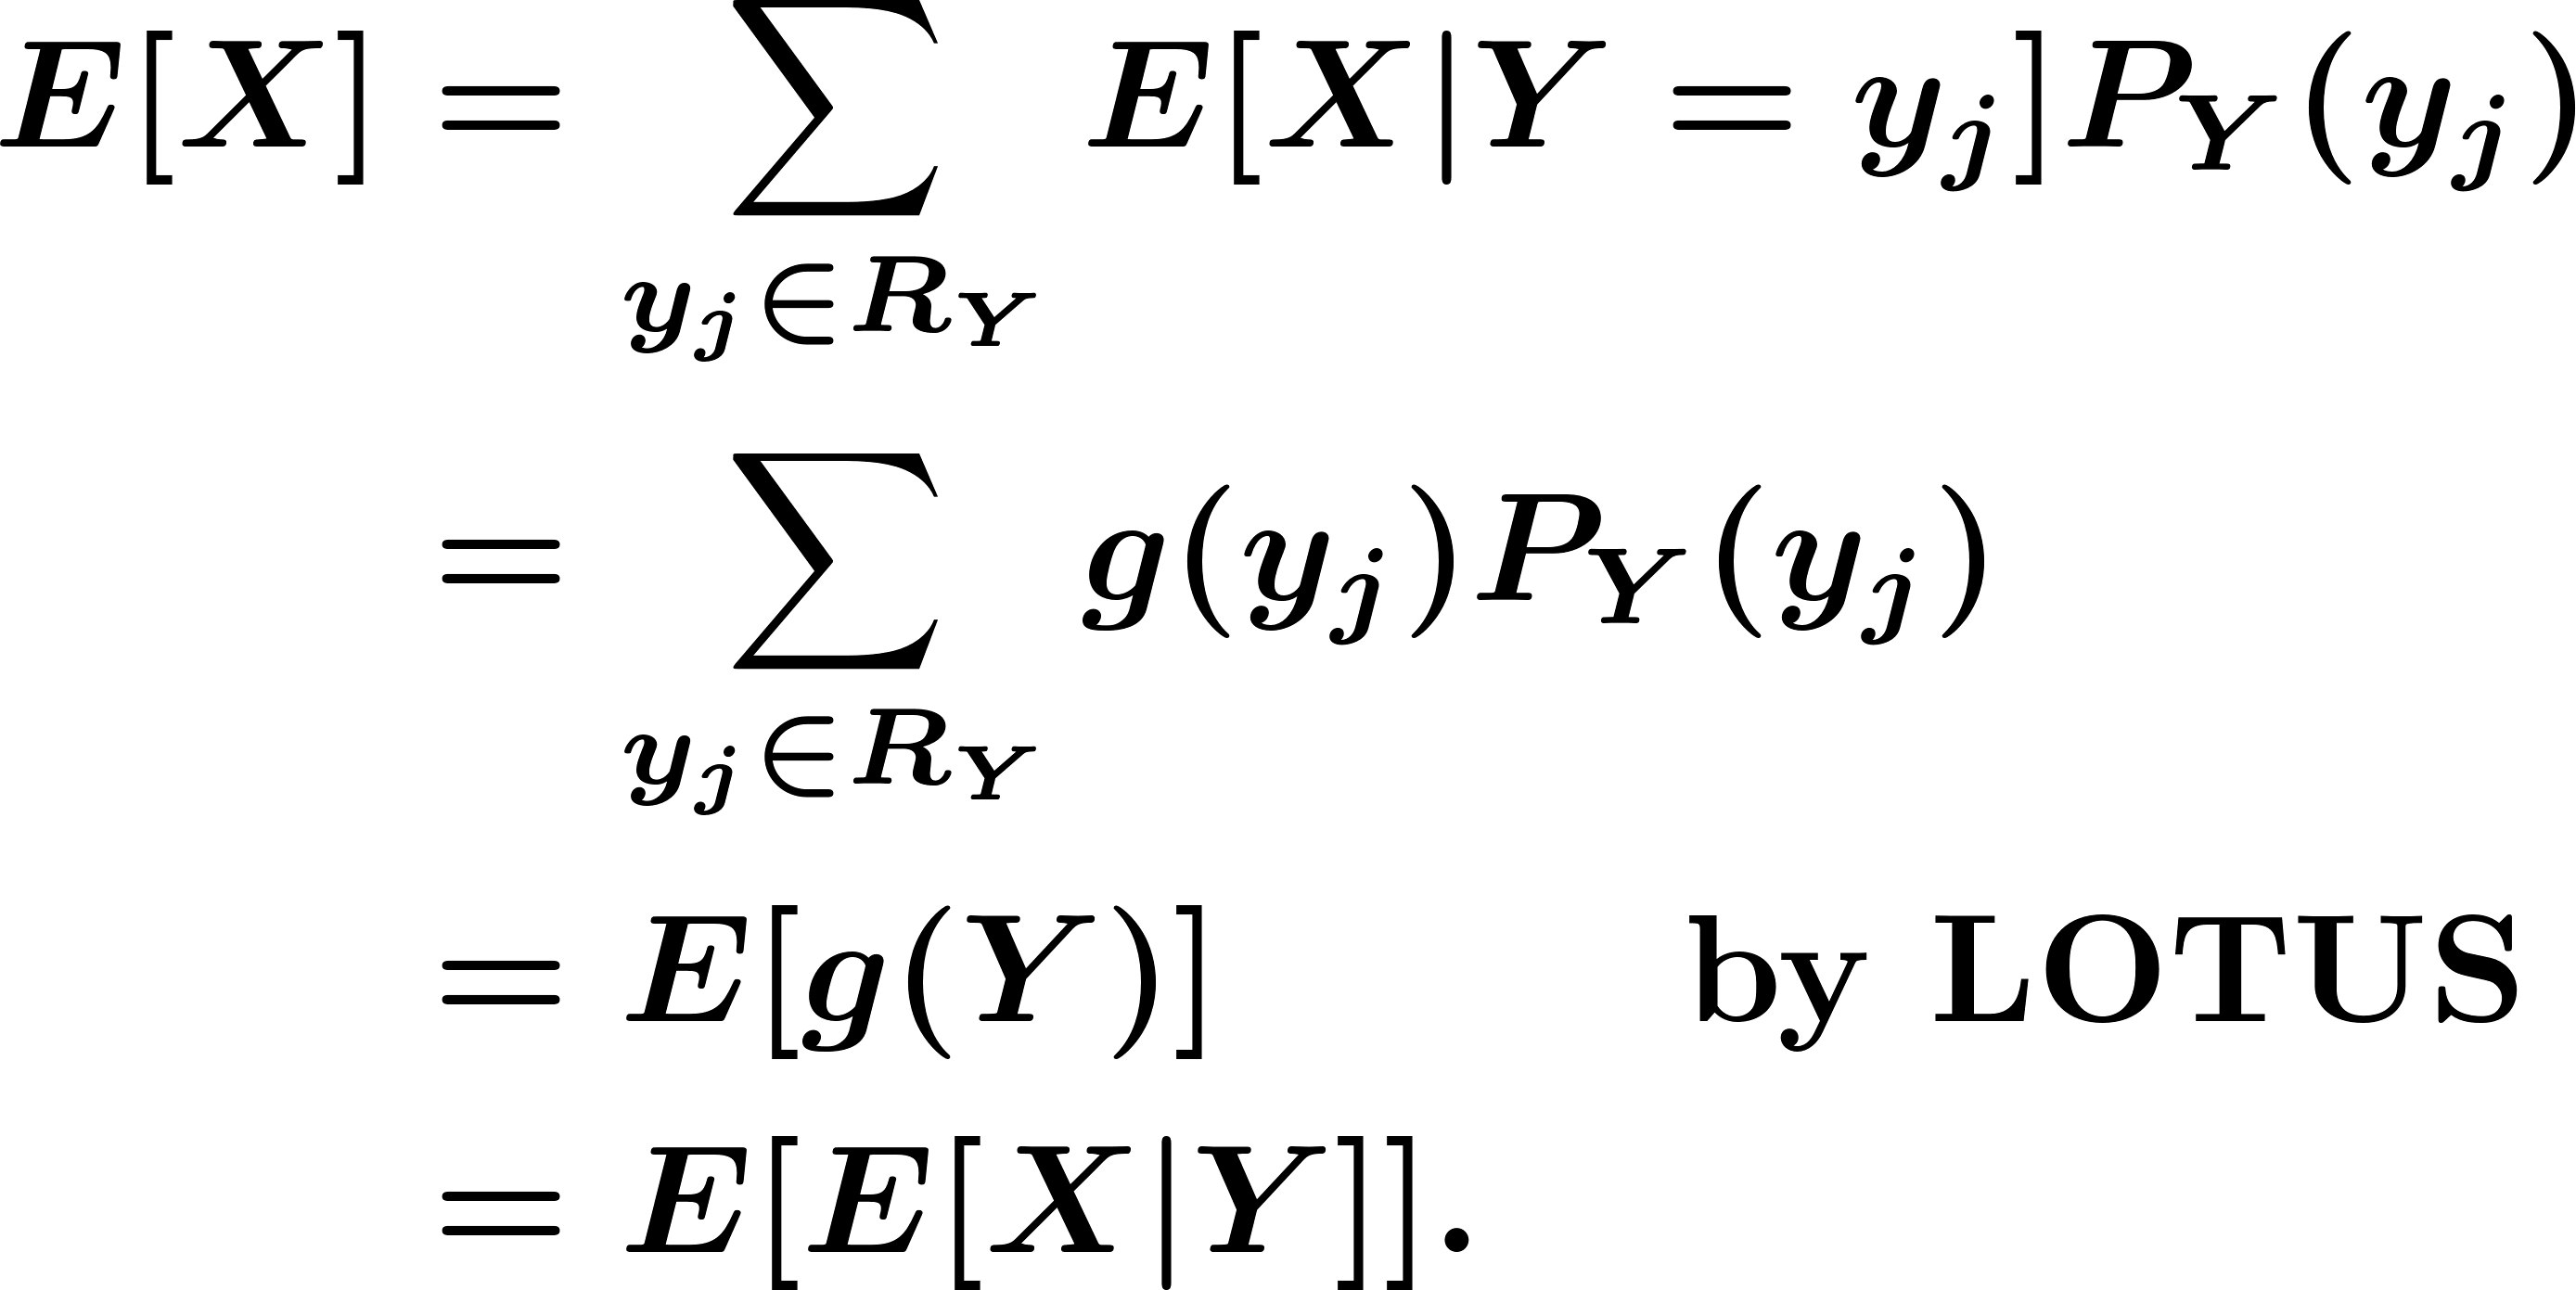 E[X] = ∑_{y_j∈R_Y} E[X|Y = y_j]P_Y(y_j)
= ∑_{y_j∈R_Y} g(y_j)P_Y(y_j)
= E[g(Y)] by LOTUS
= E[E[X|Y]].